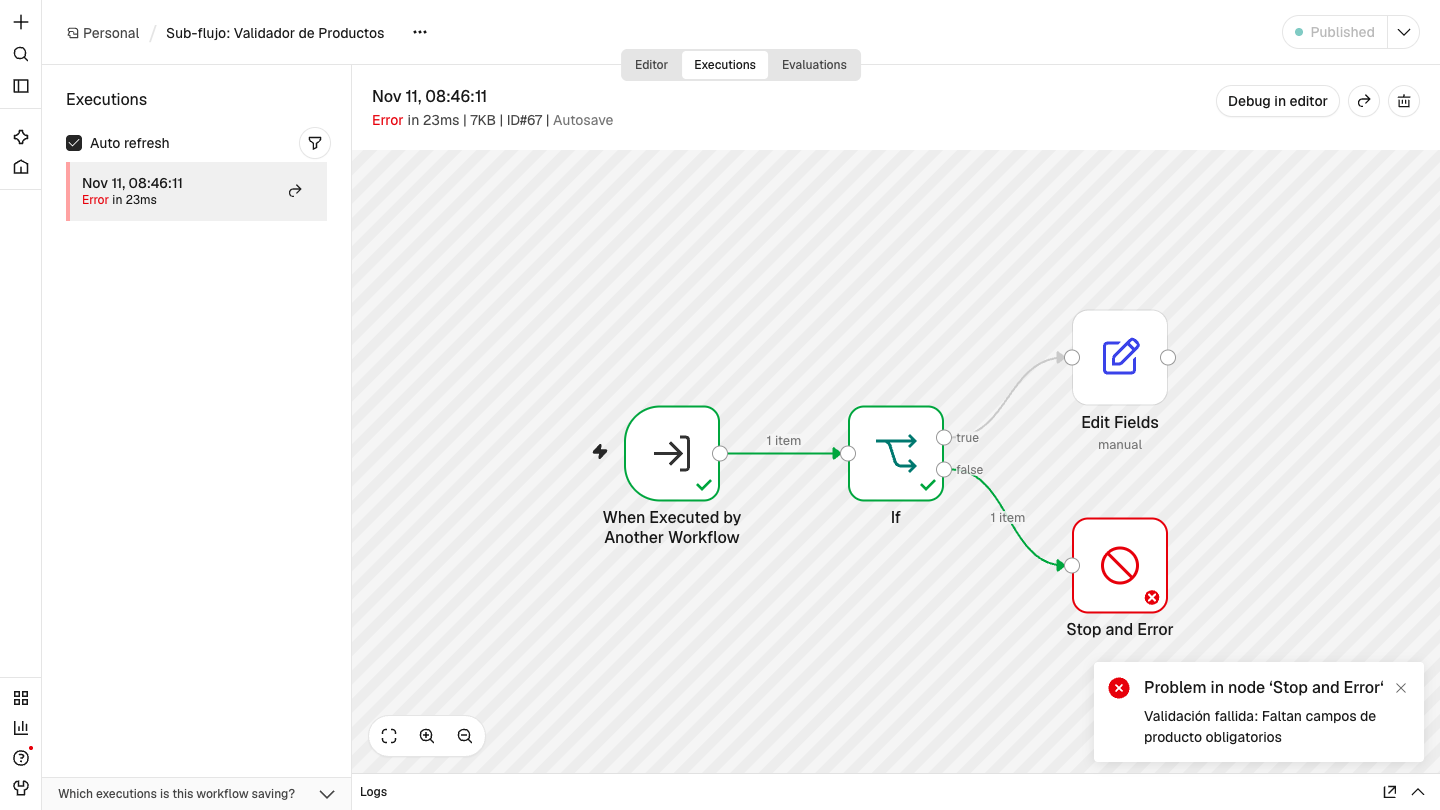 Personal / Sub-flujo: Validador de Productos ...
Published
Editor Executions Evaluations
Executions
Auto refresh
Nov 11, 08:46:11
Error in 23ms
Which executions is this workflow saving?
Nov 11, 08:46:11
Error in 23ms | 7KB | ID#67 | Autosave
Debug in editor
1 item
When Executed by
Another Workflow
If
true
false
1 item
Edit Fields
manual
Stop and Error
Problem in node ‘Stop and Error‘
Validación fallida: Faltan campos de
producto obligatorios
Logs